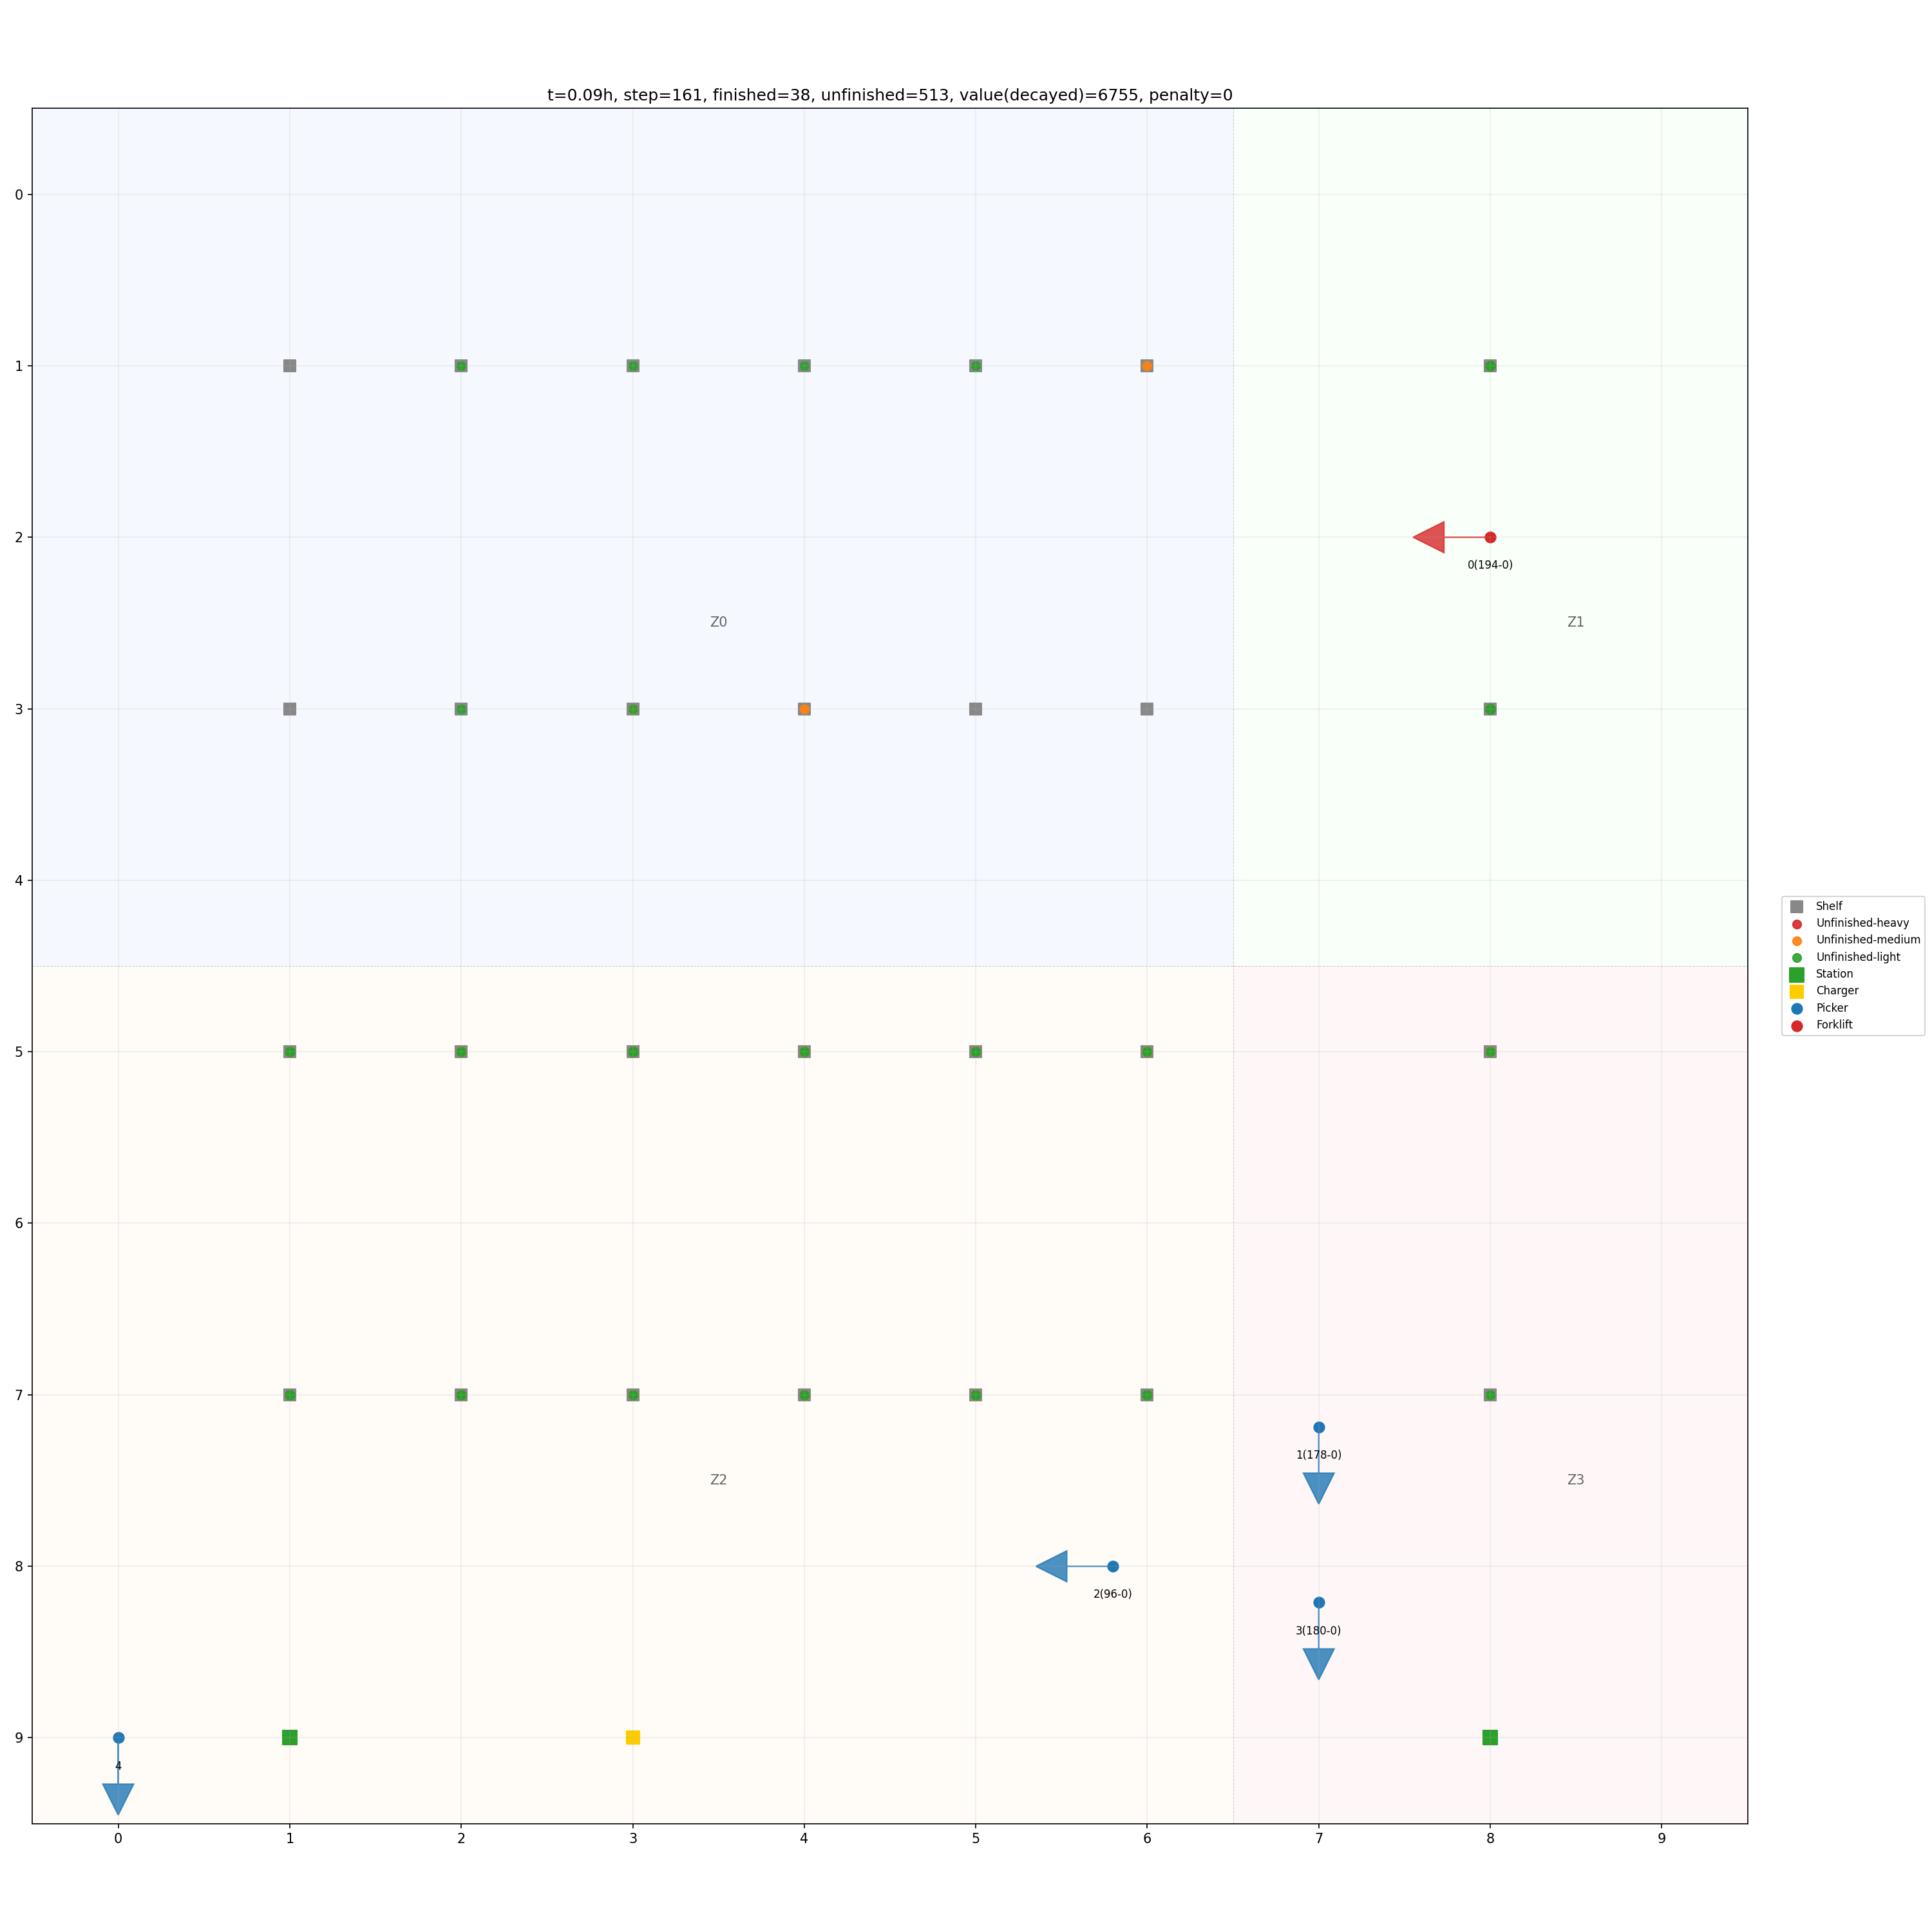 t=0.09h, step=161, finished=38, unfinished=513, value(decayed)=6755, penalty=0
0
1
2
0(194-0)
Z0
Z1
3
4
Shelf
Unfinished-heavy
Unfinished-medium
Unfinished-light
Station
Charger
Picker
Forklift
5
6
7
1(178-0)
Z2
Z3
8
2(96-0)
3(180-0)
9
4
0
1
2
3
4
5
6
7
8
9